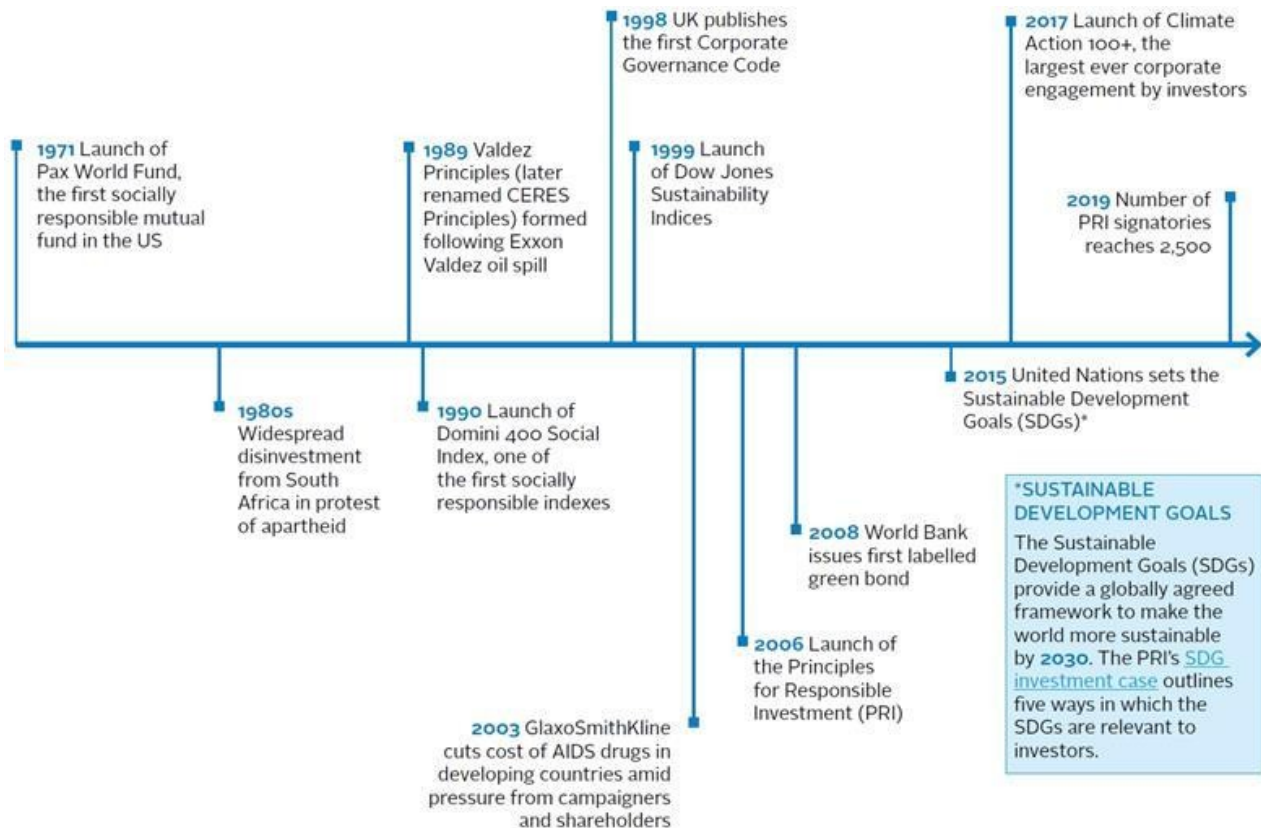 1998 UK publishes
the first Corporate
Governance Code
2017 Launch of Climate
Action 100+, the
largest ever corporate
engagement by investors
1971 Launch of
Pax World Fund,
the first socially
responsible mutual
fund in the US
1989 Valdez
Principles (later
renamed CERES
Principles) formed
following Exxon
Valdez oil spill
1999 Launch
of Dow Jones
Sustainability
Indices
2019 Number of
PRI signatories
reaches 2,500
1980s
Widespread
disinvestment
from South
Africa in protest
of apartheid
1990 Launch of
Domini 400 Social
Index, one of
the first socially
responsible indexes
2015 United Nations sets the
Sustainable Development
Goals (SDGs)*
2008 World Bank
issues first labelled
green bond
2006 Launch of
the Principles
for Responsible
Investment (PRI)
2003 GlaxoSmithKline
cuts cost of AIDS drugs in
developing countries amid
pressure from campaigners
and shareholders
*SUSTAINABLE
DEVELOPMENT GOALS
The Sustainable
Development Goals (SDGs)
provide a globally agreed
framework to make the
world more sustainable
by 2030. The PRI's SDG
investment case outlines
five ways in which the
SDGs are relevant to
investors.